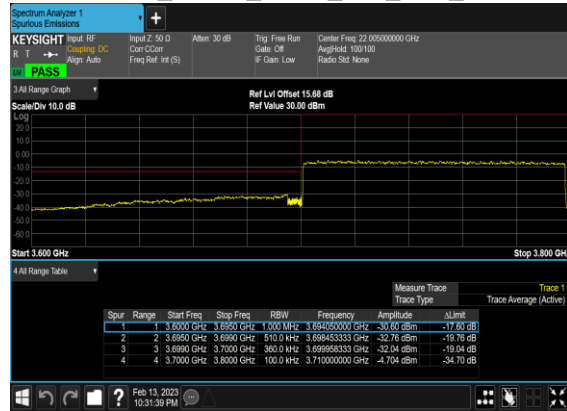 Spectrum Analyzer 1
Spurious Emissions
+
KEYSIGHT Input: RF Input Z: 50 Ω Atten: 30 dB Trig: Free Run Center Freq: 22.005000000 GHz
R T Coupling: DC Corr CCorr Gate: Off Avg|Hold: 100/100
Align: Auto Freq Ref: Int (S) IF Gain: Low Radio Std: None
PASS
3 All Range Graph
Ref Lvl Offset 15.68 dB
Scale/Div 10.0 dB Ref Value 30.00 dBm
Log
20.0
10.0
0.00
-10.0
-20.0
-30.0
-40.0
-50.0
-60.0
Start 3.600 GHz Stop 3.800 GH
4 All Range Table
Measure Trace Trace 1
Trace Type Trace Average (Active)
Spur Range Start Freq Stop Freq RBW Frequency Amplitude ΔLimit
1 1 3.6000 GHz 3.6950 GHz 1.000 MHz 3.694050000 GHz -30.60 dBm -17.60 dB
2 2 3.6950 GHz 3.6990 GHz 510.0 kHz 3.698453333 GHz -32.76 dBm -19.76 dB
3 3 3.6990 GHz 3.7000 GHz 360.0 kHz 3.699958333 GHz -32.04 dBm -19.04 dB
4 4 3.7000 GHz 3.8000 GHz 100.0 kHz 3.710000000 GHz -4.704 dBm -34.70 dB
? Feb 13, 2023
10:31:39 PM